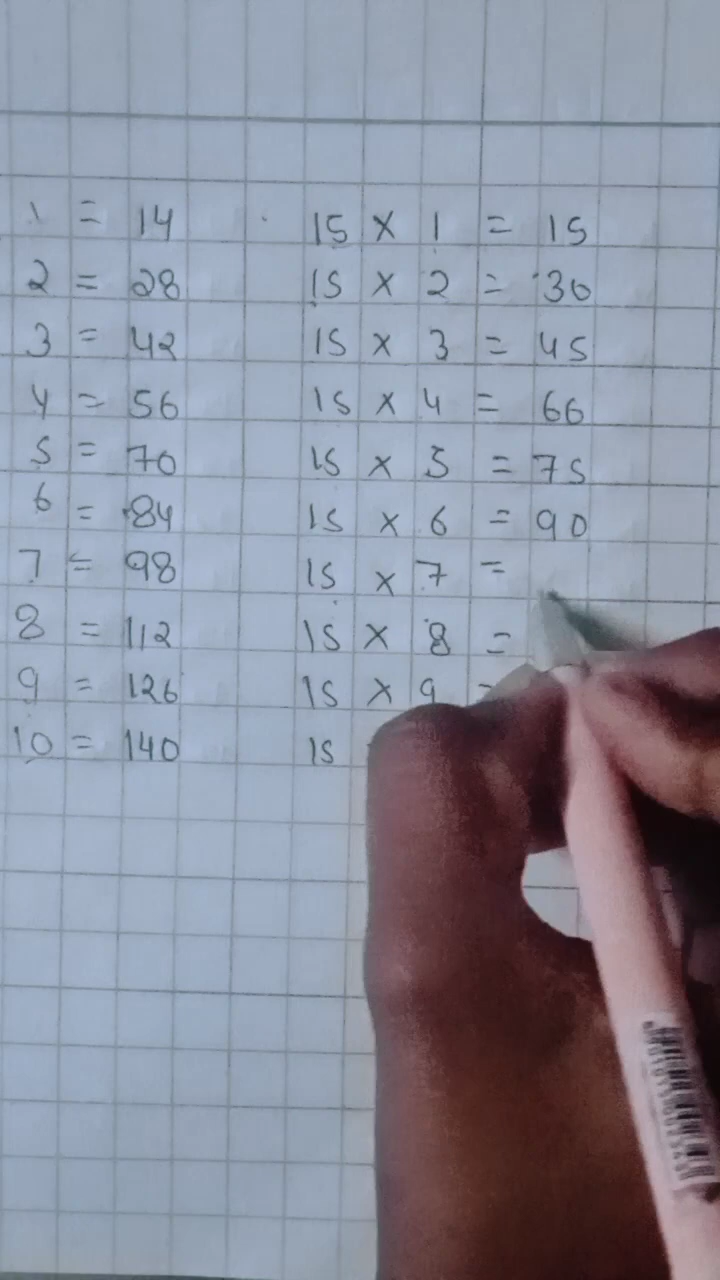 1 = 14 15 X 1 = 15
2 = 28 15 X 2 = 30
3 = 42 15 X 3 = 45
4 = 56 15 X 4 = 66
5 = 70 15 X 5 = 75
6 = 84 15 X 6 = 90
7 = 98 15 X 7 =
8 = 112 15 X 8 =
9 = 126 15 X 9 =
10 = 140 15